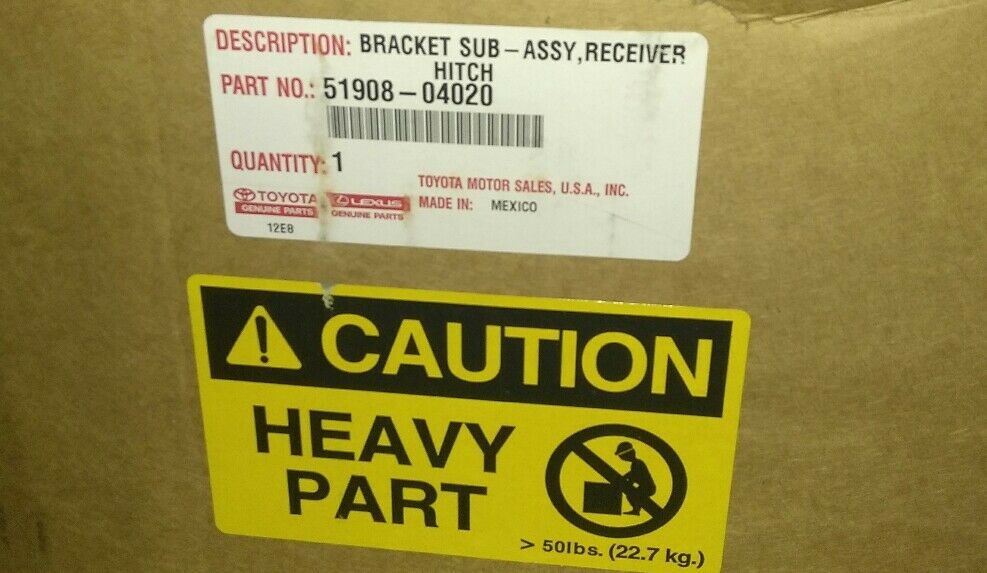 DESCRIPTION: BRACKET SUB-ASSY, RECEIVER
HITCH
PART NO.: 51908-04020
QUANTITY: 1
TOYOTA MOTOR SALES, U.S.A., INC.
TOYOTA LEXUS
GENUINE PARTS GENUINE PARTS
MADE IN: MEXICO
12E8
CAUTION
HEAVY
PART
> 50lbs. (22.7 kg.)